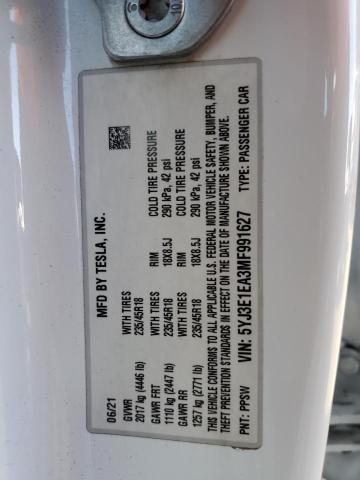 MFD BY TESLA, INC.
06/21
GVWR WITH TIRES RIM COLD TIRE PRESSURE
2017 kg (4446 lb) 235/45R18 18X8.5J 290 kPa, 42 psi
GAWR FRT
1110 kg (2447 lb)
GAWR RR WITH TIRES RIM COLD TIRE PRESSURE
1257 kg (2771 lb) 235/45R18 18X8.5J 290 kPa, 42 psi
THIS VEHICLE CONFORMS TO ALL APPLICABLE U.S. FEDERAL MOTOR VEHICLE SAFETY, BUMPER, AND
THEFT PREVENTION STANDARDS IN EFFECT ON THE DATE OF MANUFACTURE SHOWN ABOVE.
PNT: PPSW VIN: 5YJ3E1EA3MF991627 TYPE: PASSENGER CAR
10